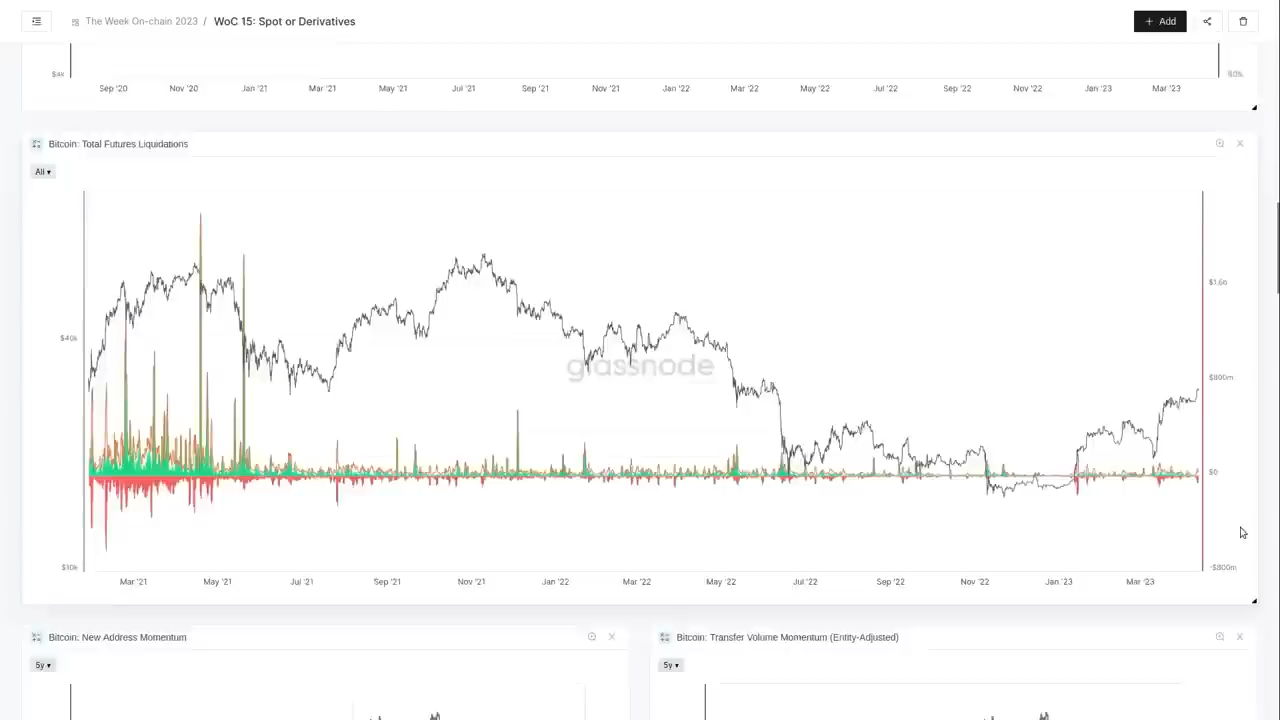 The Week On-chain 2023 / WoC 15: Spot or Derivatives
+ Add
$4k
Sep '20 Nov '20 Jan '21 Mar '21 May '21 Jul '21 Sep '21 Nov '21 Jan '22 Mar '22 May '22 Jul '22 Sep '22 Nov '22 Jan '23 Mar '23
Bitcoin: Total Futures Liquidations
All ▾
$1.6b
$40k
glassnode
$800m
$0
$10k
-$800m
Mar '21 May '21 Jul '21 Sep '21 Nov '21 Jan '22 Mar '22 May '22 Jul '22 Sep '22 Nov '22 Jan '23 Mar '23
Bitcoin: New Address Momentum
Bitcoin: Transfer Volume Momentum (Entity-Adjusted)
5y ▾
5y ▾